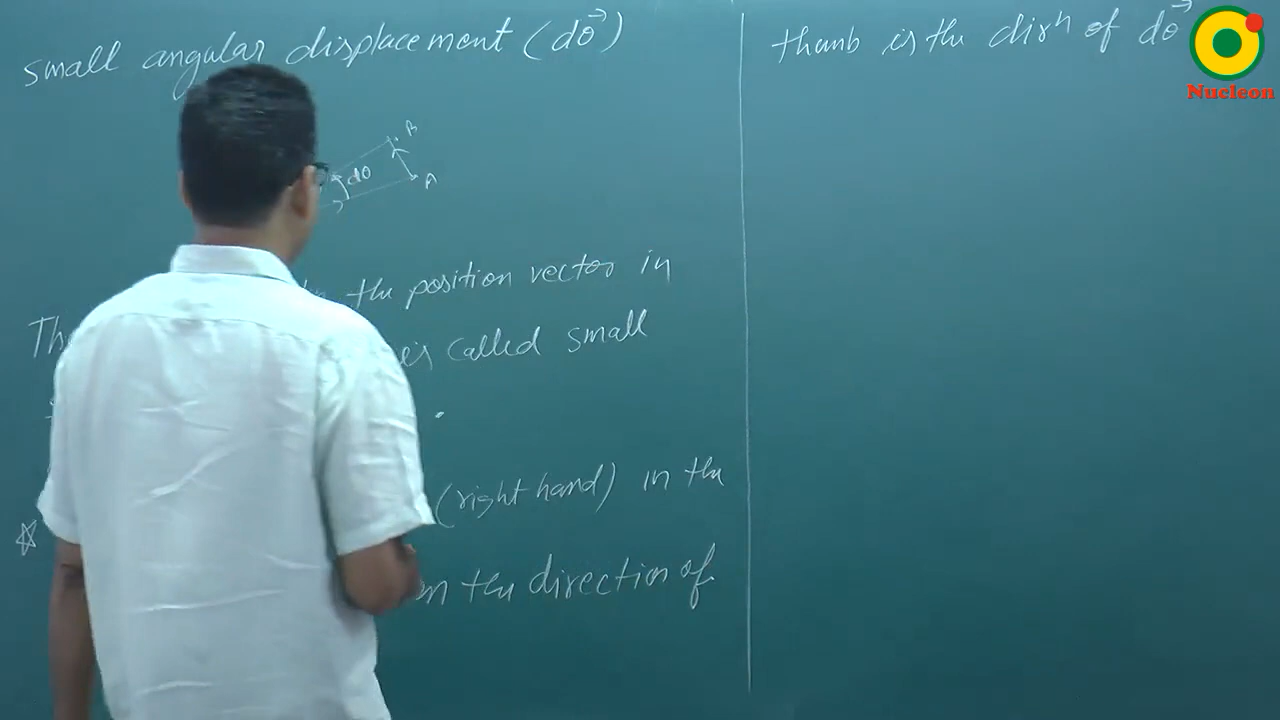 small angular displacement (dθ⃗)
B
dθ
A
the position vector in
is called small
(right hand) in the
the direction of
thumb is the dirn of dθ⃗
Nucleon